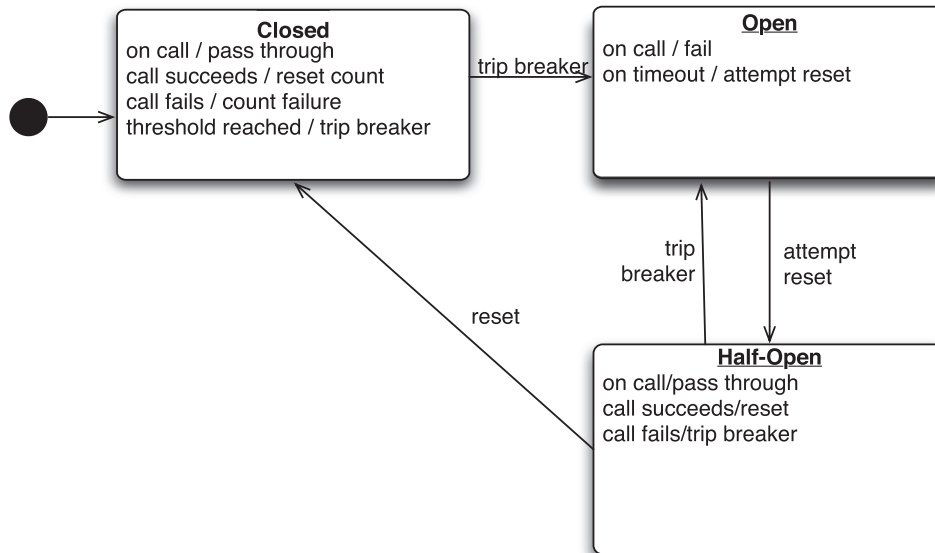 Closed
on call / pass through
call succeeds / reset count
call fails / count failure
threshold reached / trip breaker
trip breaker
Open
on call / fail
on timeout / attempt reset
trip
breaker
attempt
reset
reset
Half-Open
on call/pass through
call succeeds/reset
call fails/trip breaker